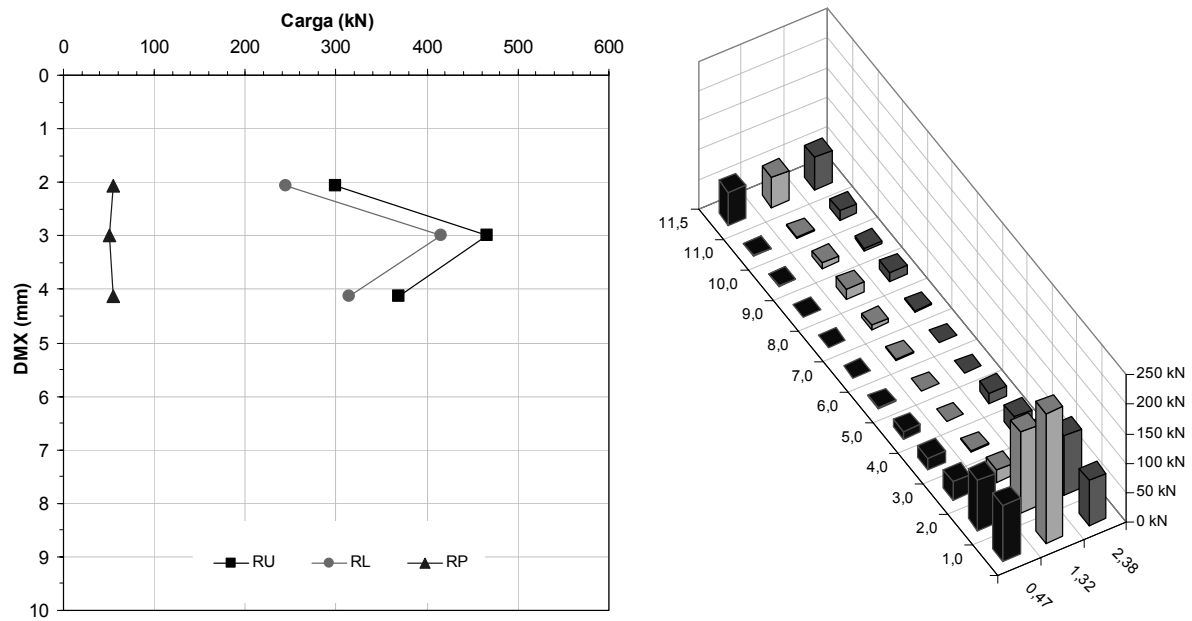 Carga (kN)
0 100 200 300 400 500 600
DMX (mm)
0
1
2
3
4
5
6
7
8
9
10
RU RL RP
11,5
11,0
10,0
9,0
8,0
7,0
6,0
5,0
4,0
3,0
2,0
1,0
0,47
1,32
2,38
250 kN
200 kN
150 kN
100 kN
50 kN
0 kN